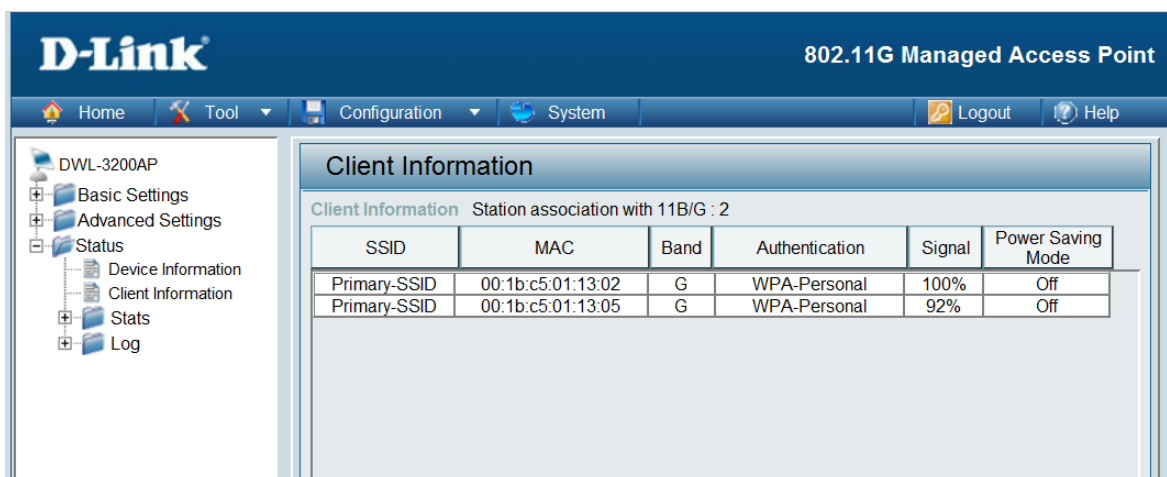 D-Link
802.11G Managed Access Point
Home Tool Configuration System Logout Help
DWL-3200AP
Basic Settings
Advanced Settings
Status
Device Information
Client Information
Stats
Log
Client Information
Client Information Station association with 11B/G : 2
SSID MAC Band Authentication Signal Power Saving Mode
Primary-SSID 00:1b:c5:01:13:02 G WPA-Personal 100% Off
Primary-SSID 00:1b:c5:01:13:05 G WPA-Personal 92% Off